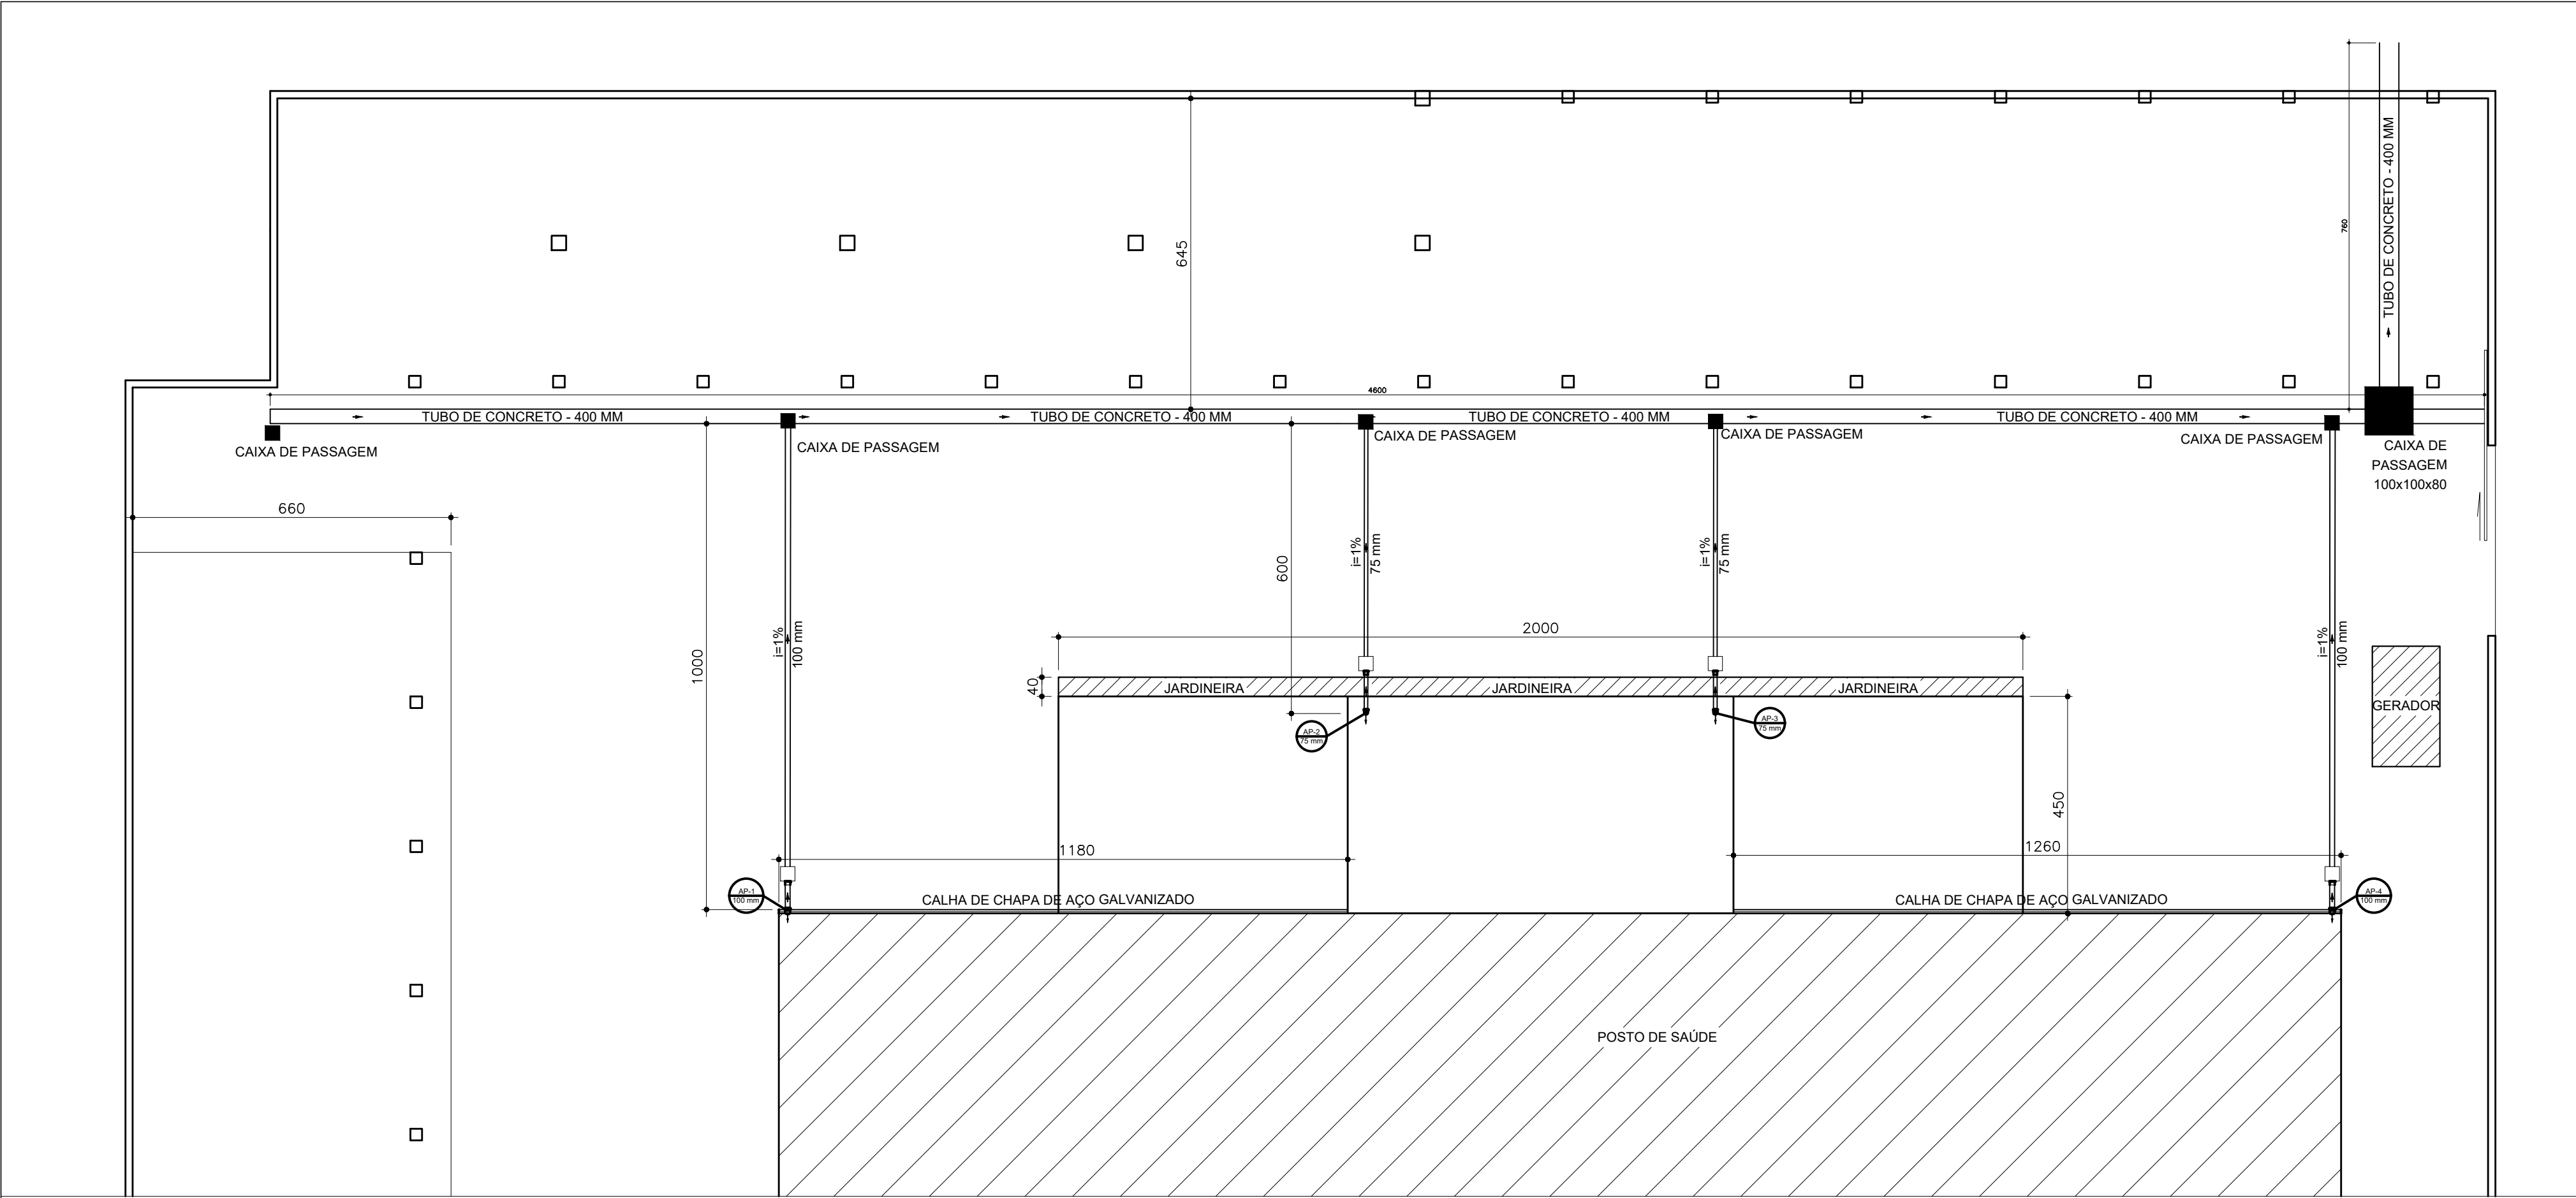 TUBO DE CONCRETO - 400 MM
760
645
4600
TUBO DE CONCRETO - 400 MM
TUBO DE CONCRETO - 400 MM
TUBO DE CONCRETO - 400 MM
TUBO DE CONCRETO - 400 MM
CAIXA DE PASSAGEM
CAIXA DE PASSAGEM
CAIXA DE PASSAGEM
CAIXA DE PASSAGEM
CAIXA DE PASSAGEM
CAIXA DE
PASSAGEM
100x100x80
660
600
i=1%
75 mm
i=1%
75 mm
1000
i=1%
100 mm
i=1%
100 mm
2000
40
JARDINEIRA
JARDINEIRA
JARDINEIRA
GERADOR
AP-2
75 mm
AP-3
75 mm
450
1180
1260
AP-1
100 mm
CALHA DE CHAPA DE AÇO GALVANIZADO
CALHA DE CHAPA DE AÇO GALVANIZADO
AP-4
100 mm
POSTO DE SAÚDE